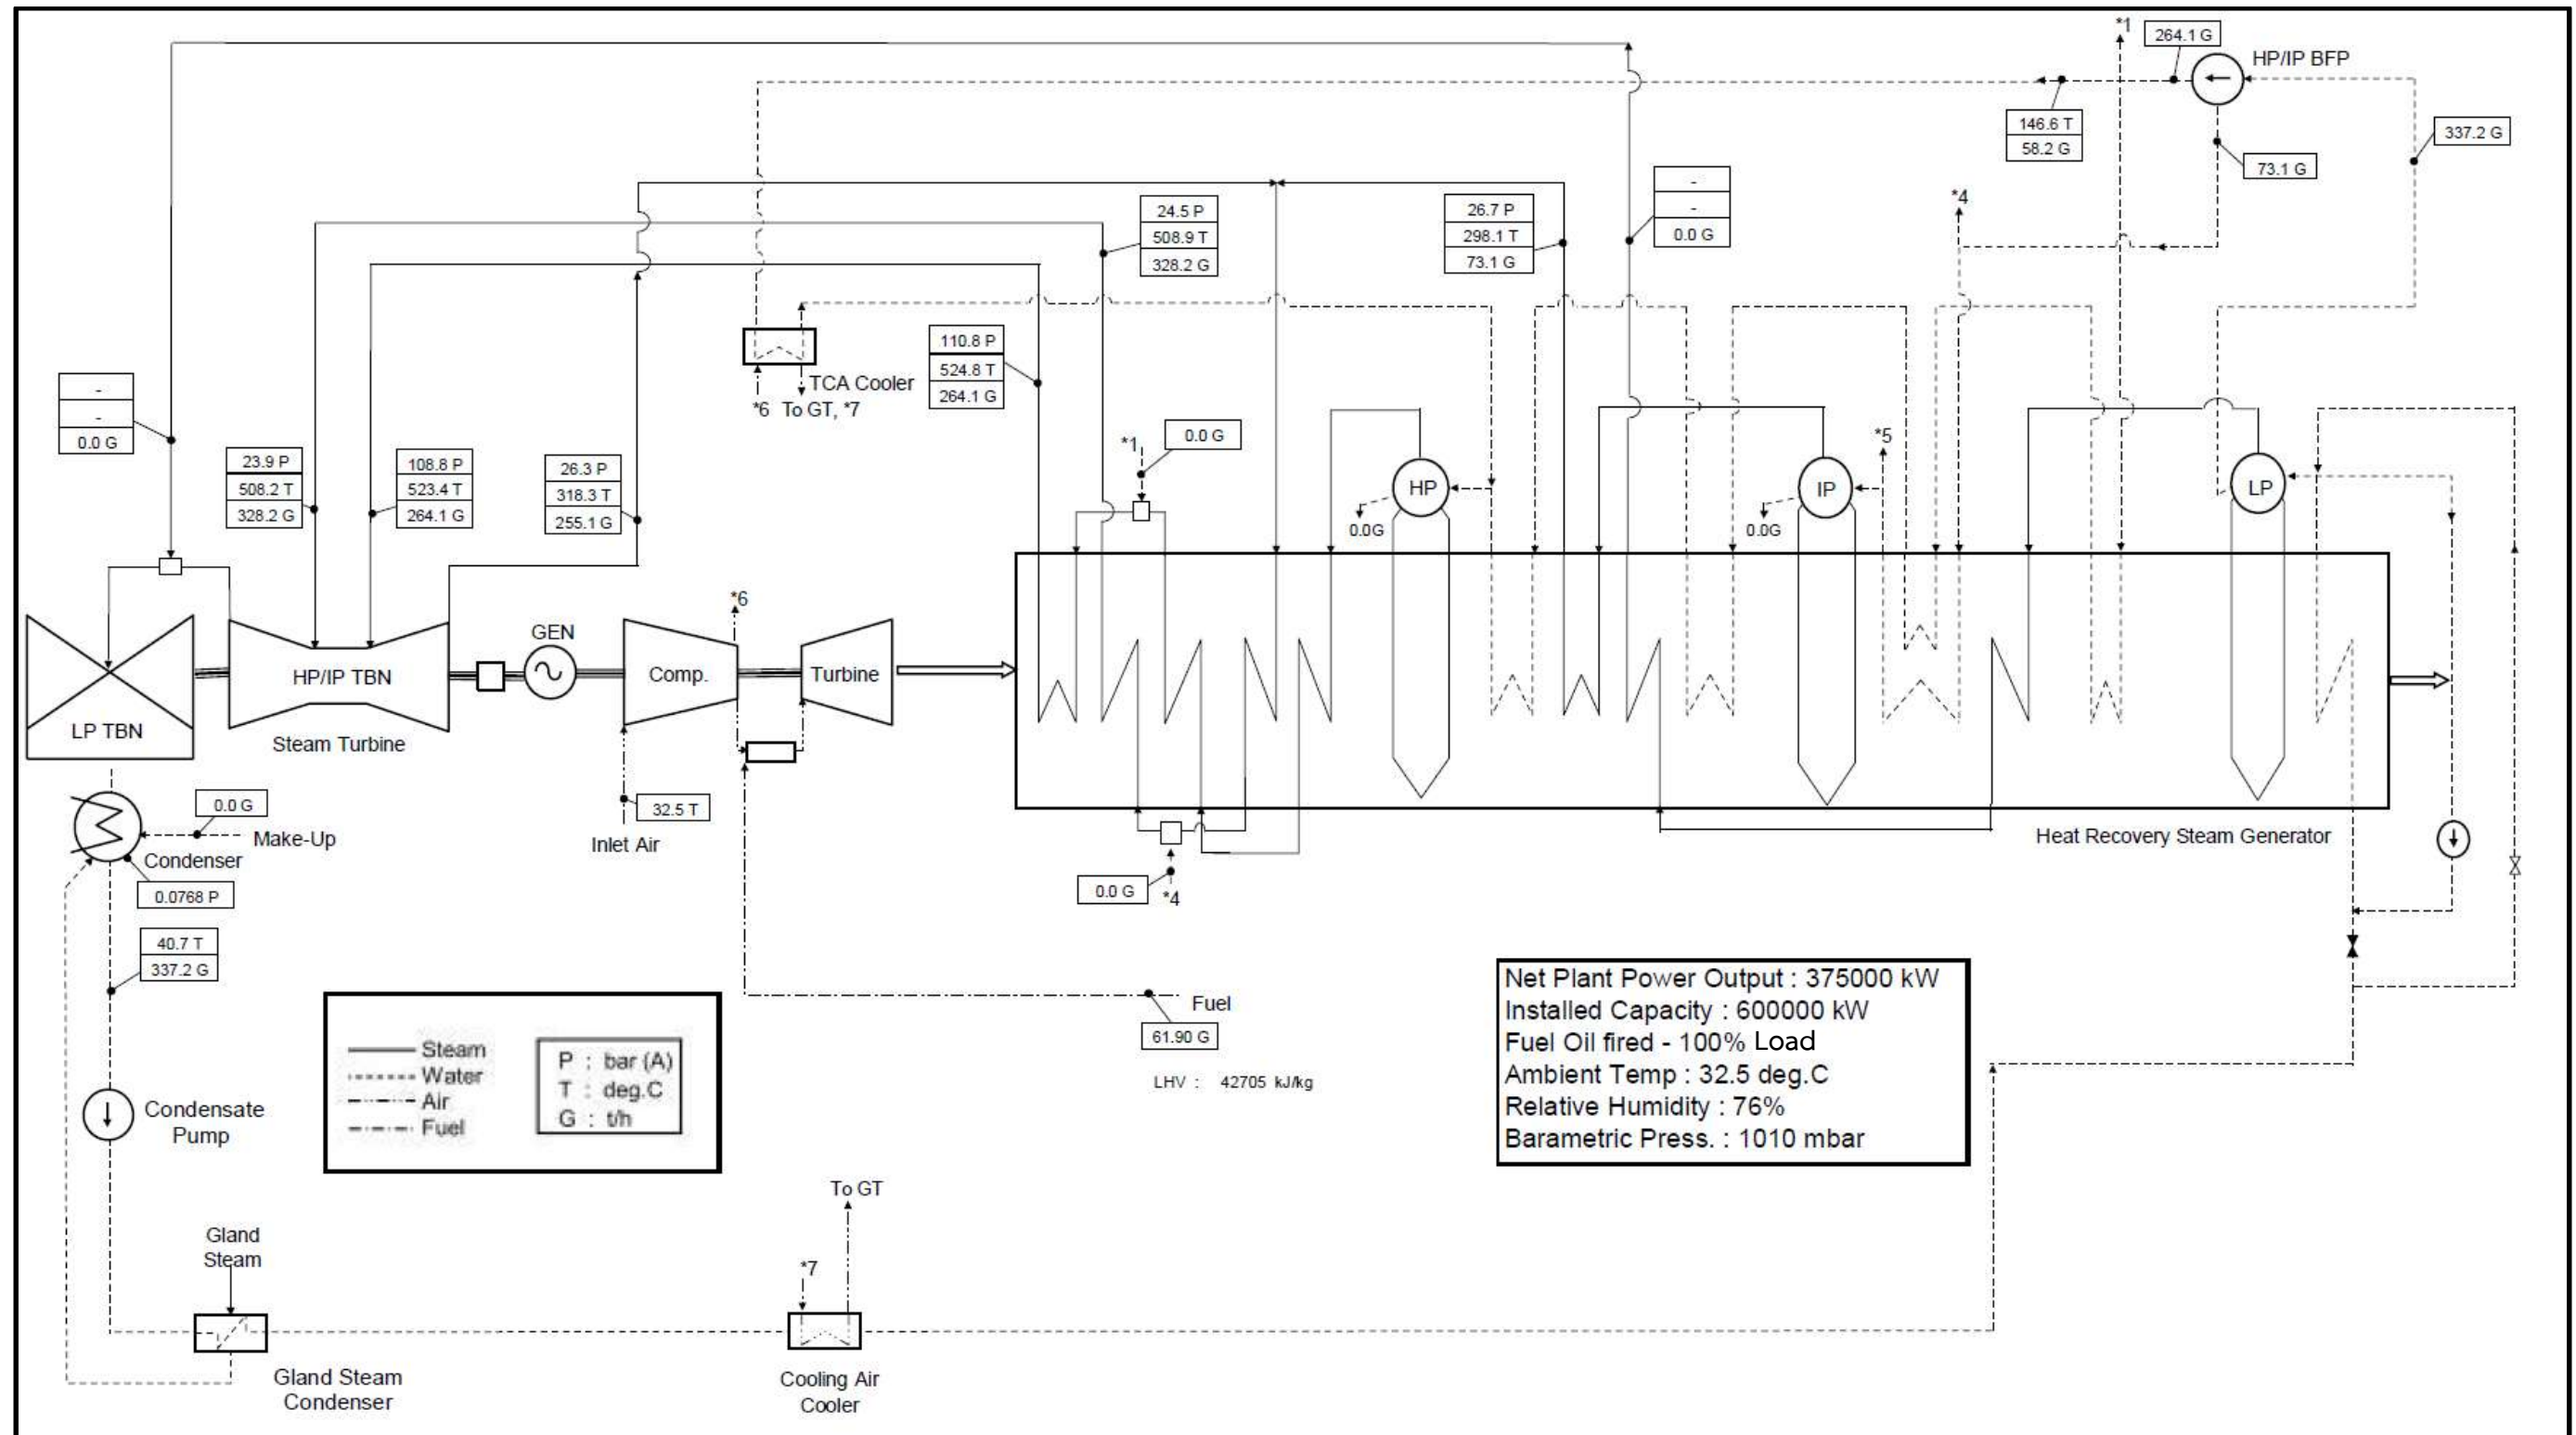 *1
264.1 G
HP/IP BFP
146.6 T
58.2 G
337.2 G
73.1 G
*4
-
-
0.0 G
24.5 P
508.9 T
328.2 G
26.7 P
298.1 T
73.1 G
110.8 P
524.8 T
264.1 G
TCA Cooler
*6 To GT, *7
-
-
0.0 G
23.9 P
508.2 T
328.2 G
108.8 P
523.4 T
264.1 G
26.3 P
318.3 T
255.1 G
*1
0.0 G
HP
0.0G
IP
0.0G
*5
LP
*6
GEN
LP TBN
HP/IP TBN
Steam Turbine
Comp.
Turbine
32.5 T
Inlet Air
0.0 G
Make-Up
Condenser
0.0768 P
40.7 T
337.2 G
0.0 G
*4
Heat Recovery Steam Generator
Fuel
61.90 G
LHV : 42705 kJ/kg
Steam
Water
Air
Fuel
P : bar (A)
T : deg.C
G : t/h
Net Plant Power Output : 375000 kW
Installed Capacity : 600000 kW
Fuel Oil fired - 100% Load
Ambient Temp : 32.5 deg.C
Relative Humidity : 76%
Barametric Press. : 1010 mbar
Condensate
Pump
To GT
Gland
Steam
*7
Gland Steam
Condenser
Cooling Air
Cooler